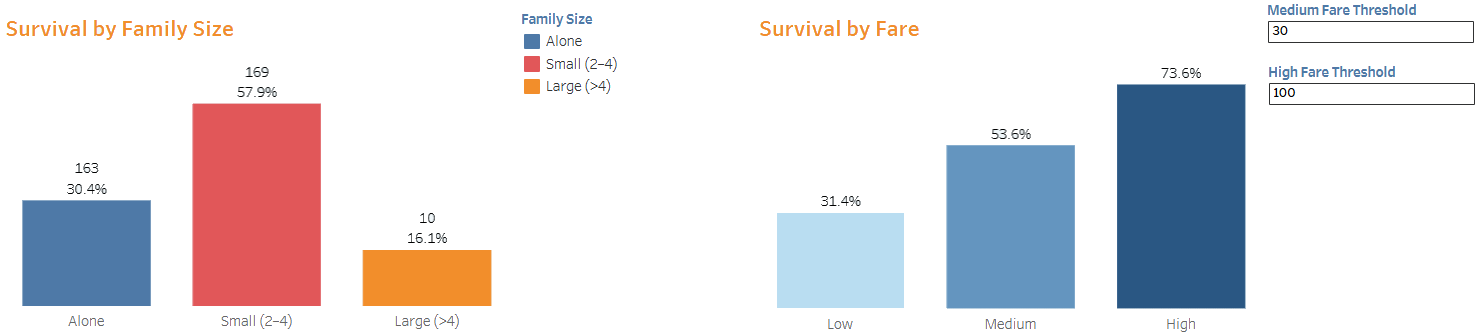 Survival by Family Size
169
57.9%
163
30.4%
10
16.1%
Alone
Small (2–4)
Large (>4)
Family Size
Alone
Small (2–4)
Large (>4)
Survival by Fare
73.6%
53.6%
31.4%
Low
Medium
High
Medium Fare Threshold
30
High Fare Threshold
100